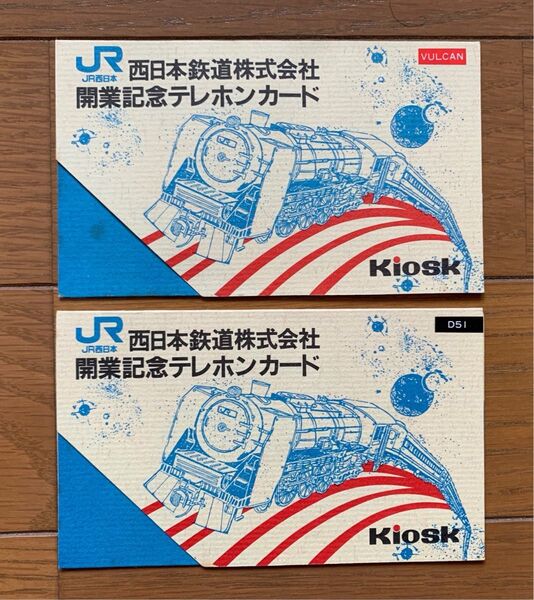 JR
JR西日本
西日本鉄道株式会社
開業記念テレホンカード
VULCAN
Kiosk
JR
JR西日本
西日本鉄道株式会社
開業記念テレホンカード
D51
Kiosk